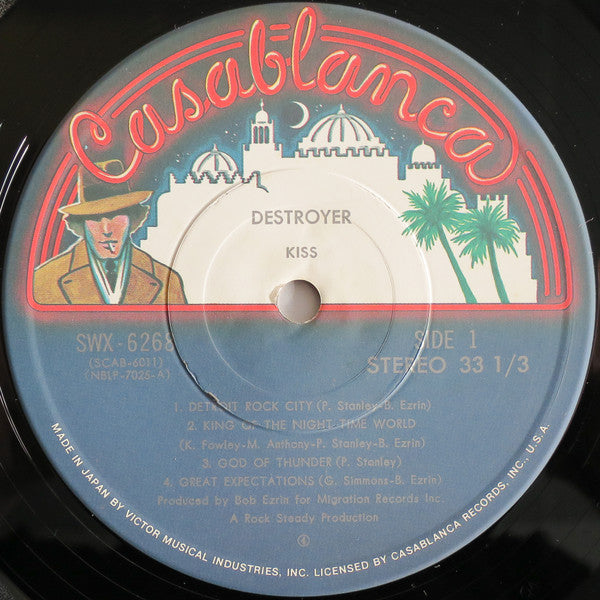 Casablanca
DESTROYER
KISS
SWX-6268
SIDE 1
(SCAB-6011)
(NBLP-7025-A)
STEREO 33 1/3
1. DETROIT ROCK CITY (P. Stanley-B. Ezrin)
2. KING OF THE NIGHT TIME WORLD
(K. Fowley-M. Anthony-P. Stanley-B. Ezrin)
3. GOD OF THUNDER (P. Stanley)
4. GREAT EXPECTATIONS (G. Simmons-B. Ezrin)
Produced by Bob Ezrin for Migration Records Inc.
A Rock Steady Production
MADE IN JAPAN BY VICTOR MUSICAL INDUSTRIES, INC. LICENSED BY CASABLANCA RECORDS, INC., U.S.A.